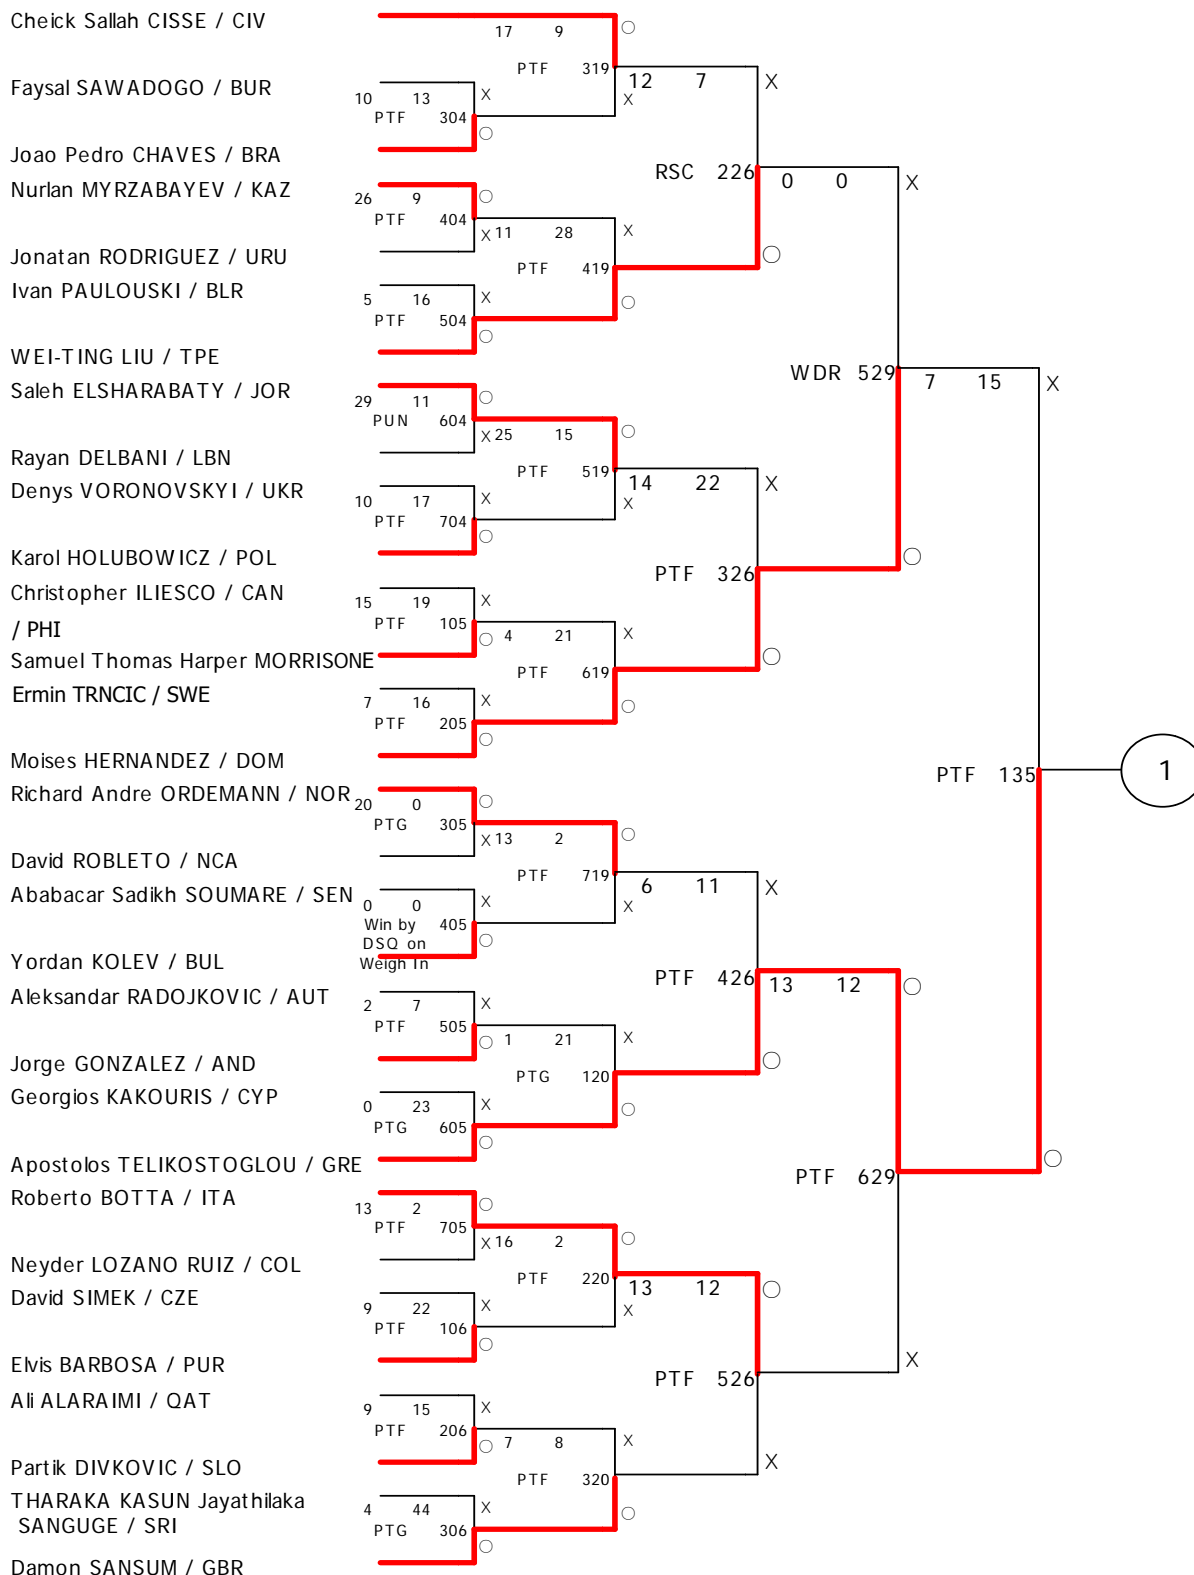 Cheick Sallah CISSE / CIV
17 9 ○
PTF 319
12 7 X
Faysal SAWADOGO / BUR
10 13 X
X
PTF 304
○
Joao Pedro CHAVES / BRA
RSC 226
0 0 X
Nurlan MYRZABAYEV / KAZ
26 9 ○
PTF 404
X 11 28 X
Jonatan RODRIGUEZ / URU
PTF 419
○
Ivan PAULOUSKI / BLR
5 16 X
○
PTF 504
○
WEI-TING LIU / TPE
WDR 529
7 15 X
Saleh ELSHARABATY / JOR
29 11 ○
PUN 604
X 25 15 ○
Rayan DELBANI / LBN
PTF 519
14 22 X
Denys VORONOVSKYI / UKR
10 17 X
X
PTF 704
○
Karol HOLUBOWICZ / POL
○
PTF 326
Christopher ILIESCO / CAN
15 19 X
/ PHI
PTF 105
○ 4 21 X
Samuel Thomas Harper MORRISONE
○
PTF 619
Ermin TRNCIC / SWE
7 16 X
○
PTF 205
○
Moises HERNANDEZ / DOM
PTF 135
1
Richard Andre ORDEMANN / NOR
20 0 ○
PTG 305
X 13 2 ○
David ROBLETO / NCA
PTF 719
6 11 X
Ababacar Sadikh SOUMARE / SEN
0 0 X
X
Win by 405
DSQ on ○
Weigh In
Yordan KOLEV / BUL
PTF 426
13 12 ○
Aleksandar RADOJKOVIC / AUT
2 7 X
PTF 505
○ 1 21 X
Jorge GONZALEZ / AND
○
PTG 120
Georgios KAKOURIS / CYP
0 23 X
○
PTG 605
○
Apostolos TELIKOSTOGLOU / GRE
○
PTF 629
Roberto BOTTA / ITA
13 2 ○
PTF 705
X 16 2 ○
Neyder LOZANO RUIZ / COL
PTF 220
13 12 ○
David SIMEK / CZE
9 22 X
X
PTF 106
○
Elvis BARBOSA / PUR
X
PTF 526
Ali ALARAIMI / QAT
9 15 X
PTF 206
○ 7 8 X
Partik DIVKOVIC / SLO
X
PTF 320
THARAKA KASUN Jayathilaka
SANGUGE / SRI
4 44 X
○
PTG 306
○
Damon SANSUM / GBR